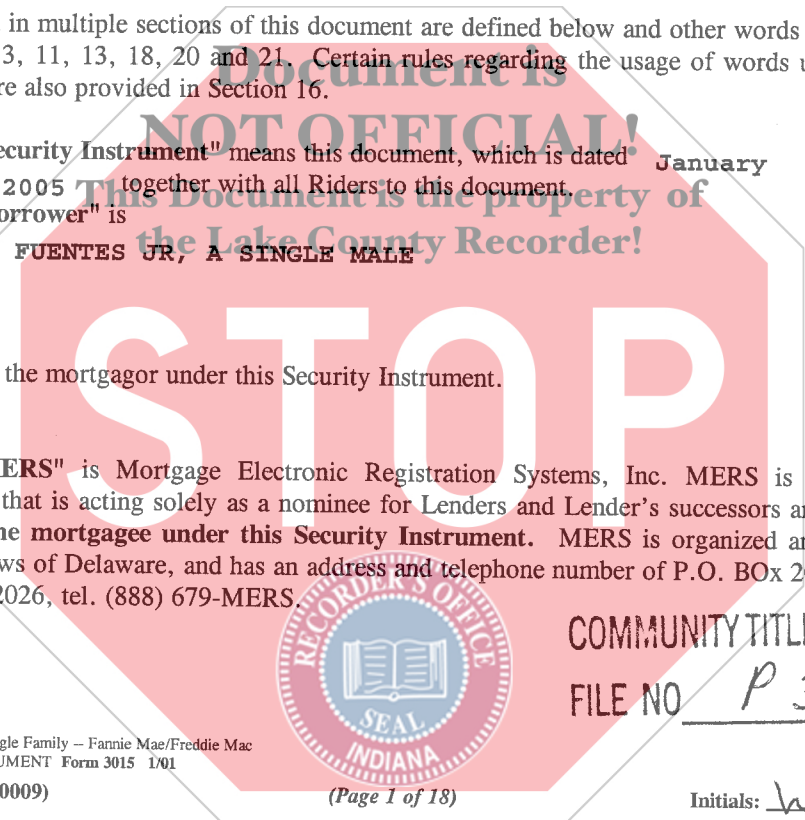 in multiple sections of this document are defined below and other words
3, 11, 13, 18, 20 and 21. Certain rules regarding the usage of words
re also provided in Section 16.
Document is
NOT OFFICIAL!
This Document is the property of
the Lake County Recorder!
ecurity Instrument" means this document, which is dated January
2005 together with all Riders to this document.
orrower" is
FUENTES JR, A SINGLE MALE
STOP
the mortgagor under this Security Instrument.
ERS" is Mortgage Electronic Registration Systems, Inc. MERS is
that is acting solely as a nominee for Lenders and Lender's successors
he mortgagee under this Security Instrument. MERS is organized
ws of Delaware, and has an address and telephone number of P.O. BOx
2026, tel. (888) 679-MERS.
RECORDER'S OFFICE
SEAL
INDIANA
COMMUNITY TITL
FILE NO P
gle Family – Fannie Mae/Freddie Mac
UMENT Form 3015 1/01
0009)
(Page 1 of 18)
Initials: